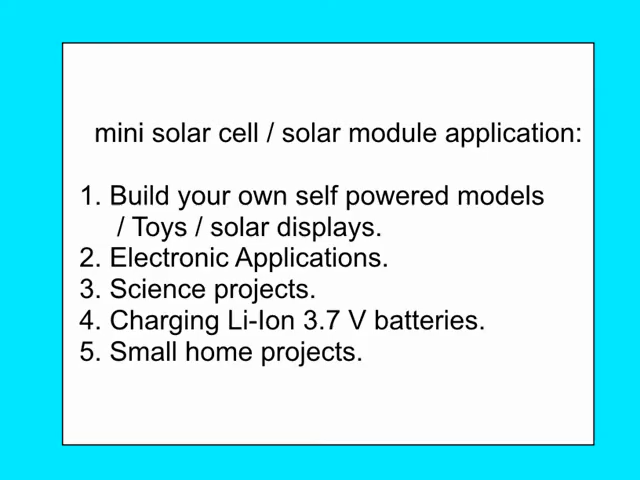 mini solar cell / solar module application:
1. Build your own self powered models
/ Toys / solar displays.
2. Electronic Applications.
3. Science projects.
4. Charging Li-Ion 3.7 V batteries.
5. Small home projects.